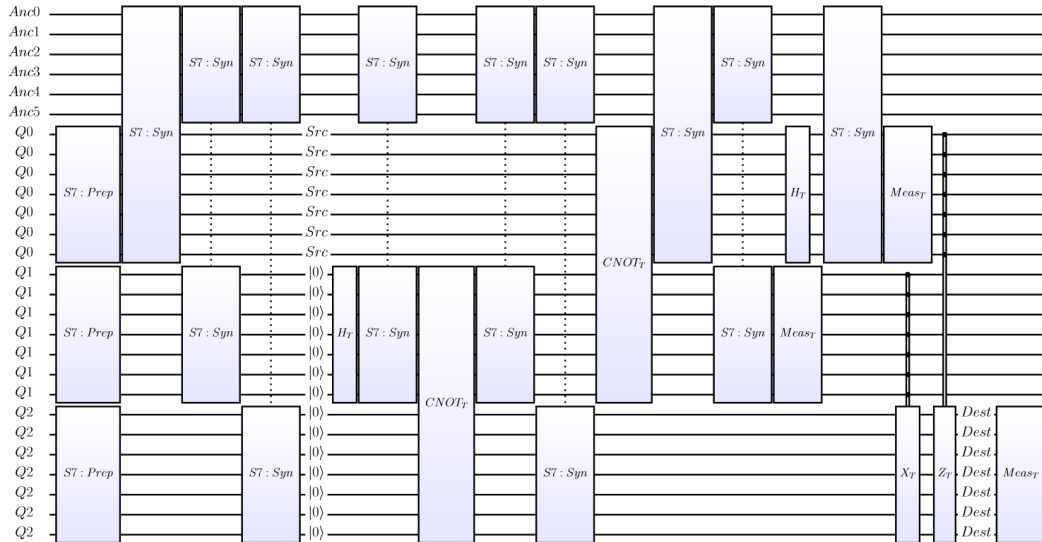 Anc0
Anc1
Anc2
Anc3
Anc4
Anc5
S7 : Syn S7 : Syn S7 : Syn S7 : Syn S7 : Syn S7 : Syn S7 : Syn S7 : Syn S7 : Syn
Q0 Src
Q0 Src
Q0 Src
Q0 Src
Q0 Src
Q0 Src
Q0 Src
S7 : Prep CNOT_T H_T Meas_T
Q1 |0⟩
Q1 |0⟩
Q1 |0⟩
Q1 |0⟩
Q1 |0⟩
Q1 |0⟩
Q1 |0⟩
S7 : Prep S7 : Syn H_T S7 : Syn CNOT_T S7 : Syn S7 : Syn Meas_T
Q2 |0⟩ Dest
Q2 |0⟩ Dest
Q2 |0⟩ Dest
Q2 |0⟩ Dest
Q2 |0⟩ Dest
Q2 |0⟩ Dest
Q2 |0⟩ Dest
S7 : Prep S7 : Syn S7 : Syn X_T Z_T Meas_T